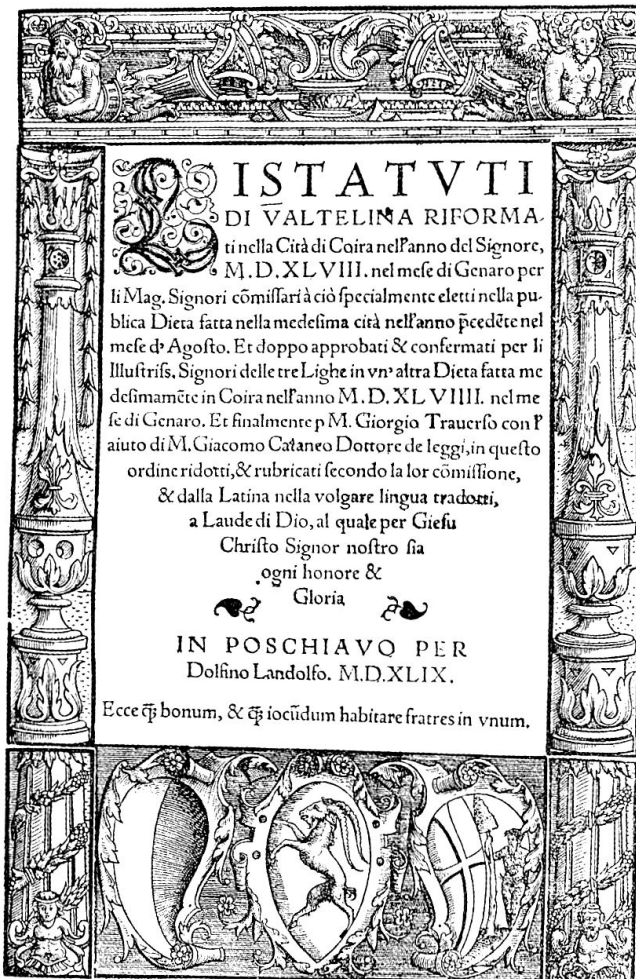 LI STATVTI
DI VALTELINA RIFORMA-
ti nella Cità di Coira nell'anno del Signore,
M.D.XLVIII. nel mese di Genaro per
li Mag. Signori cõmissari à ciò specialmente eletti nella pu-
blica Dieta fatta nella medesima cità nell'anno p̄cedẽte nel
mese d'Agosto. Et doppo approbati & confermati per li
Illustriss. Signori delle tre Lighe in vn'altra Dieta fatta me
desimamẽte in Coira nell'anno M.D.XLVIIII. nel me
se di Genaro. Et finalmente p M. Giorgio Trauerso con l'
aiuto di M. Giacomo Cataneo Dottore de leggi, in questo
ordine ridotti, & rubricati secondo la lor cõmissione,
& dalla Latina nella volgare lingua tradotti,
a Laude di Dio, al quale per Giesu
Christo Signor nostro sia
ogni honore &
Gloria
IN POSCHIAVO PER
Dolfino Landolfo. M.D.XLIX.
Ecce q̃ bonum, & q̃ iocũdum habitare fratres in vnum.